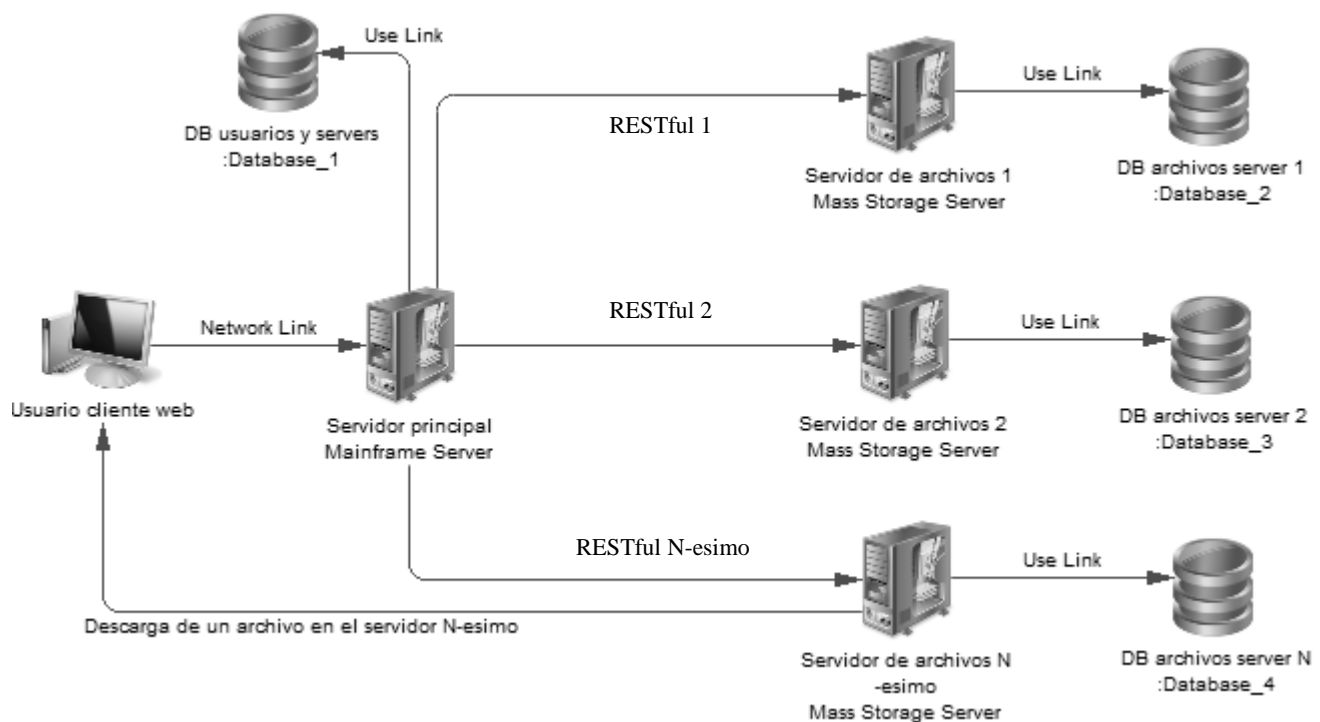 Use Link
DB usuarios y servers
:Database_1
RESTful 1
Servidor de archivos 1
Mass Storage Server
Use Link
DB archivos server 1
:Database_2
Usuario cliente web
Network Link
Servidor principal
Mainframe Server
RESTful 2
Servidor de archivos 2
Mass Storage Server
Use Link
DB archivos server 2
:Database_3
RESTful N-esimo
Descarga de un archivo en el servidor N-esimo
Servidor de archivos N
-esimo
Mass Storage Server
Use Link
DB archivos server N
:Database_4